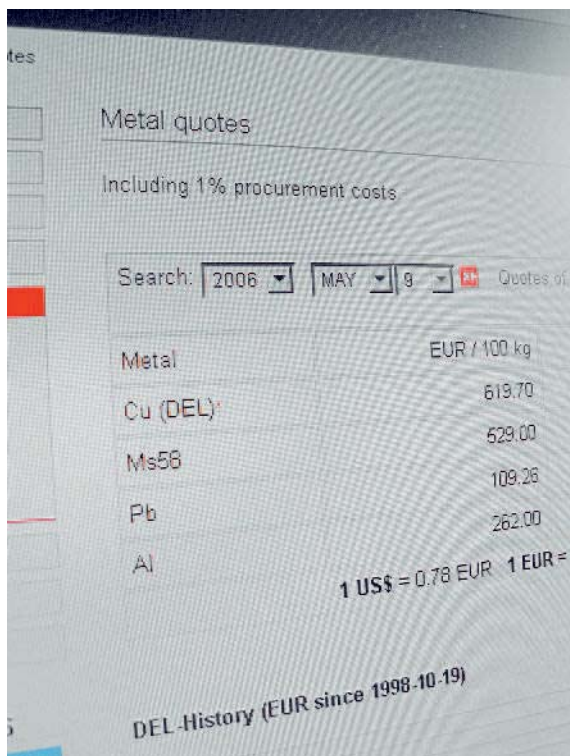 tes
Metal quotes
Including 1% procurement costs
Search: 2006 MAY 9 Quotes of
Metal EUR / 100 kg
Cu (DEL)* 619.70
Ms58 529.00
Pb 109.26
Al 262.00
1 US$ = 0.78 EUR 1 EUR =
DEL-History (EUR since 1998-10-19)